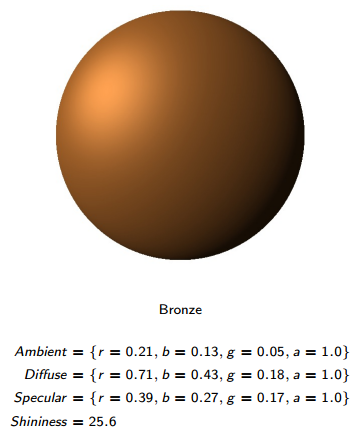 Bronze
Ambient = {r = 0.21, b = 0.13, g = 0.05, a = 1.0}
Diffuse = {r = 0.71, b = 0.43, g = 0.18, a = 1.0}
Specular = {r = 0.39, b = 0.27, g = 0.17, a = 1.0}
Shininess = 25.6